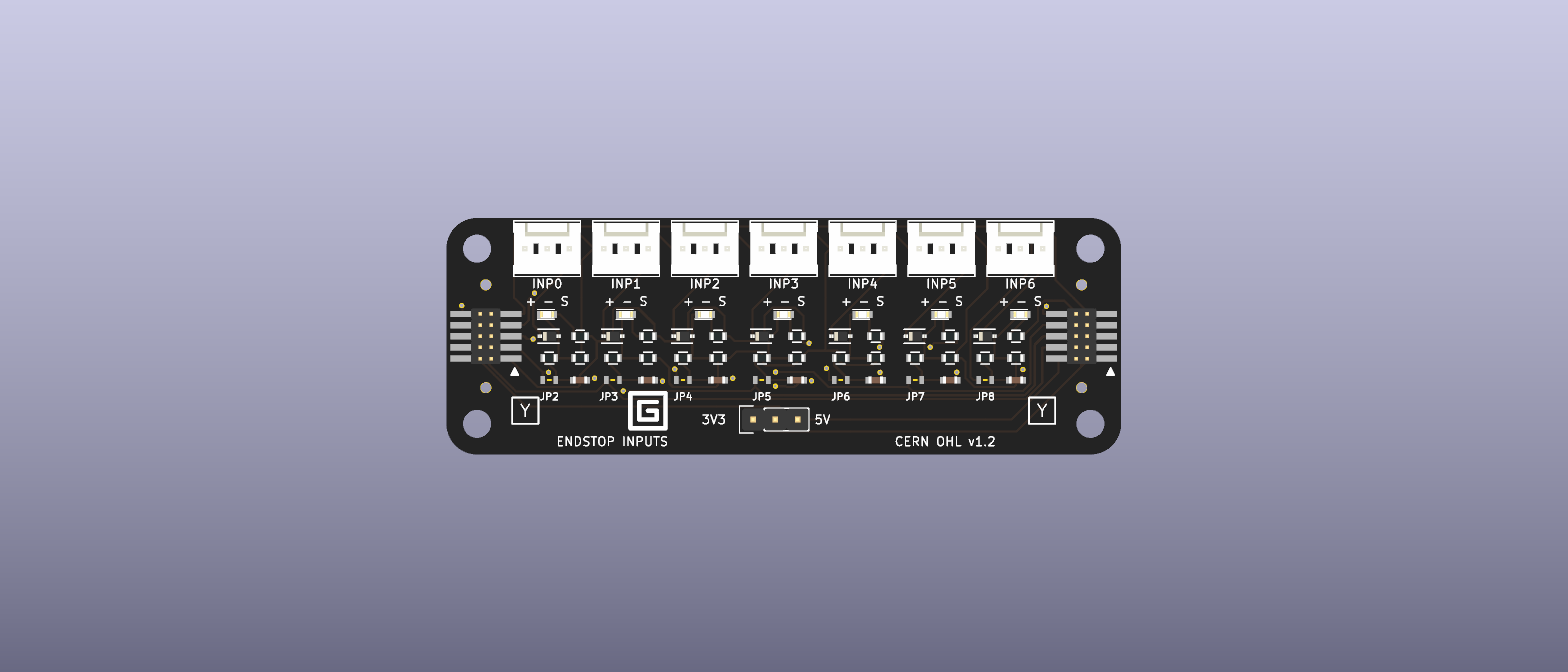 INP0 INP1 INP2 INP3 INP4 INP5 INP6
+ - S + - S + - S + - S + - S + - S + - S
JP2 JP3 JP4 JP5 JP6 JP7 JP8
Y G 3V3 5V Y
ENDSTOP INPUTS CERN OHL v1.2